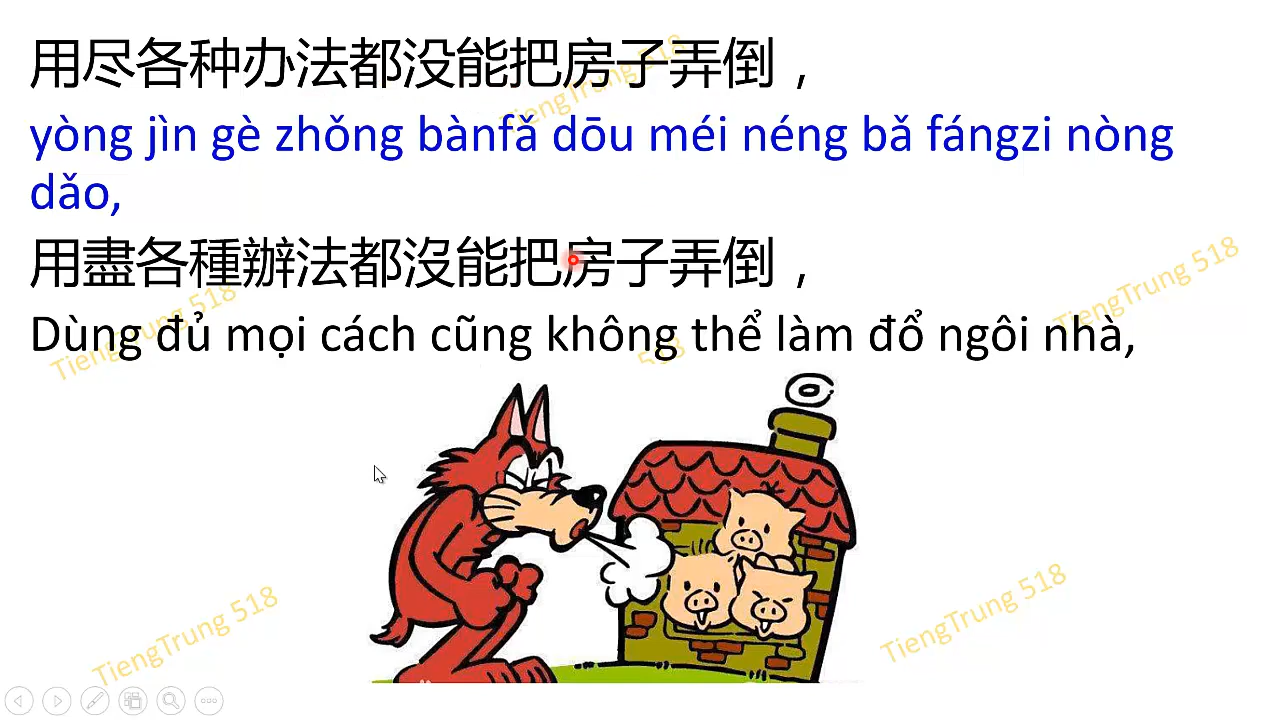 用尽各种办法都没能把房子弄倒，
yòng jìn gè zhǒng bànfǎ dōu méi néng bǎ fángzi nòng
dǎo,
用盡各種辦法都沒能把房子弄倒，
Dùng đủ mọi cách cũng không thể làm đổ ngôi nhà,
TiengTrung 518
TiengTrung 518
TiengTrung 518
518
TiengTrung 518
TiengTrung 518